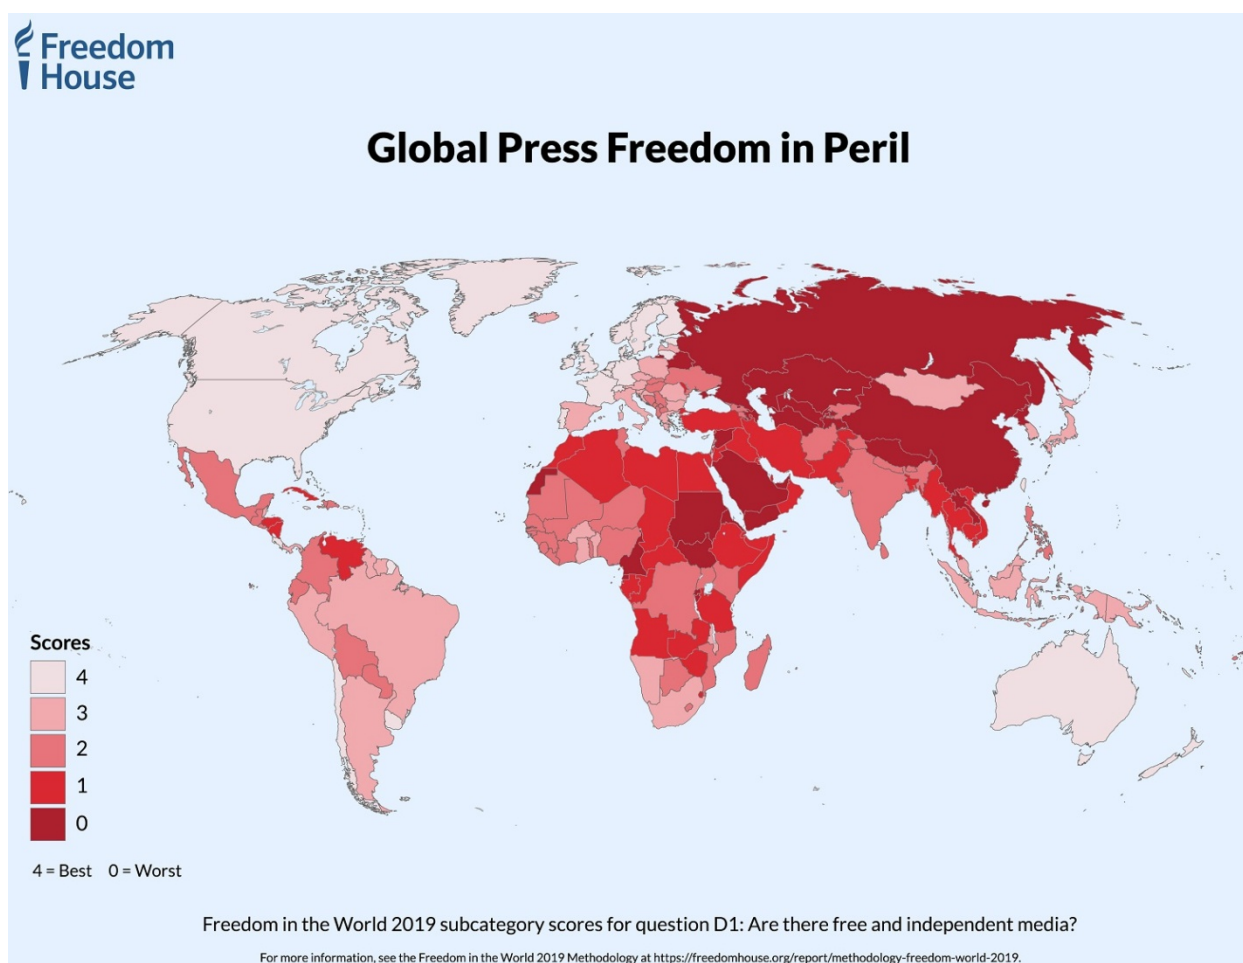 Freedom
House
Global Press Freedom in Peril
Scores
4
3
2
1
0
4 = Best 0 = Worst
Freedom in the World 2019 subcategory scores for question D1: Are there free and independent media?
For more information, see the Freedom in the World 2019 Methodology at https://freedomhouse.org/report/methodology-freedom-world-2019.